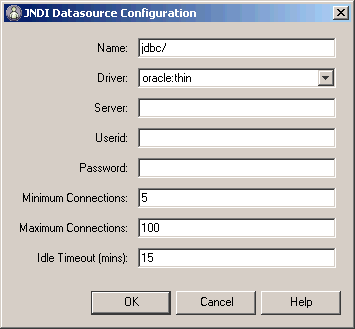 JNDI Datasource Configuration
Name: jdbc/
Driver: oracle:thin
Server:
Userid:
Password:
Minimum Connections: 5
Maximum Connections: 100
Idle Timeout (mins): 15
OK Cancel Help